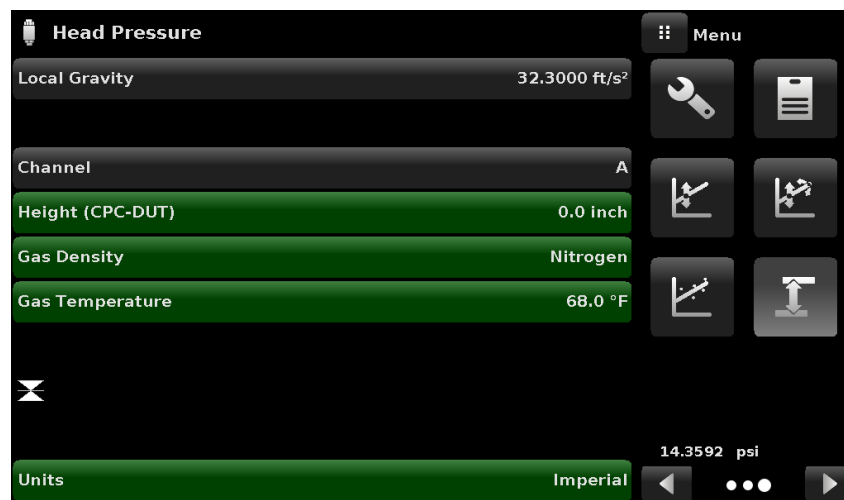 Head Pressure
Menu
Local Gravity 32.3000 ft/s²
Channel A
Height (CPC-DUT) 0.0 inch
Gas Density Nitrogen
Gas Temperature 68.0 °F
14.3592 psi
Units Imperial